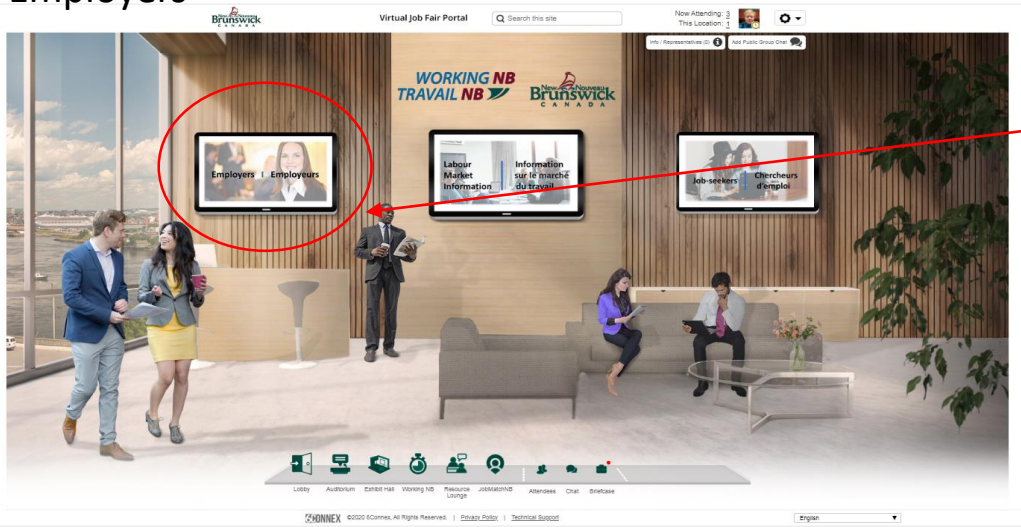 Employers
New Nouveau
Brunswick
CANADA
Virtual Job Fair Portal
Search this site
Now Attending: 3
This Location: 1
Info / Representatives (0)
Add Public Group Chat
WORKING NB
TRAVAIL NB
New Nouveau
Brunswick
CANADA
Employers | Employeurs
Labour
Market
Information
Information
sur le marché
du travail
Job-seekers
Chercheurs
d'emploi
Lobby
Auditorium
Exhibit Hall
Working NB
Resource
Lounge
JobMatchNB
Attendees
Chat
Briefcase
6CONNEX ©2020 6Connex, All Rights Reserved. | Privacy Policy | Technical Support
English